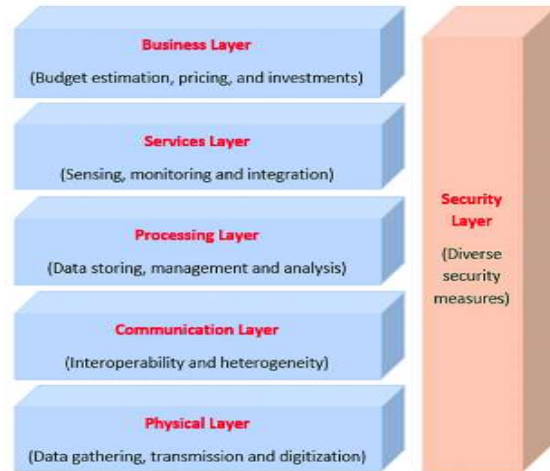 Business Layer
(Budget estimation, pricing, and investments)
Services Layer
(Sensing, monitoring and integration)
Processing Layer
(Data storing, management and analysis)
Communication Layer
(Interoperability and heterogeneity)
Physical Layer
(Data gathering, transmission and digitization)
Security
Layer
(Diverse
security
measures)